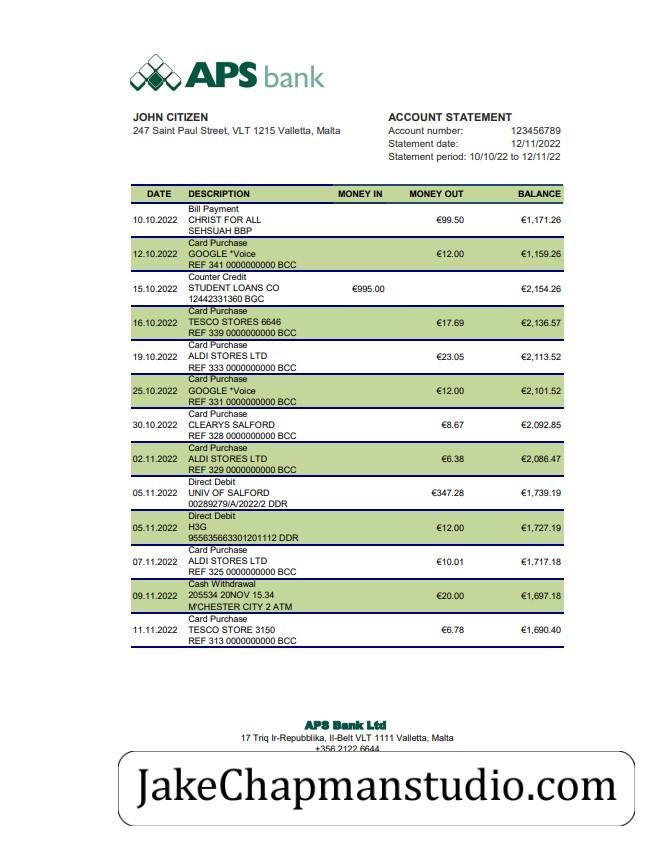 APS bank
JOHN CITIZEN
247 Saint Paul Street, VLT 1215 Valletta, Malta
ACCOUNT STATEMENT
Account number: 123456789
Statement date: 12/11/2022
Statement period: 10/10/22 to 12/11/22
DATE DESCRIPTION MONEY IN MONEY OUT BALANCE
Bill Payment
10.10.2022 CHRIST FOR ALL €99.50 €1,171.26
SEHSUAH BBP
Card Purchase
12.10.2022 GOOGLE *Voice €12.00 €1,159.26
REF 341 0000000000 BCC
Counter Credit
15.10.2022 STUDENT LOANS CO €995.00 €2,154.26
12442331360 BGC
Card Purchase
16.10.2022 TESCO STORES 6646 €17.69 €2,136.57
REF 339 0000000000 BCC
Card Purchase
19.10.2022 ALDI STORES LTD €23.05 €2,113.52
REF 333 0000000000 BCC
Card Purchase
25.10.2022 GOOGLE *Voice €12.00 €2,101.52
REF 331 0000000000 BCC
Card Purchase
30.10.2022 CLEARYS SALFORD €8.67 €2,092.85
REF 328 0000000000 BCC
Card Purchase
02.11.2022 ALDI STORES LTD €6.38 €2,086.47
REF 329 0000000000 BCC
Direct Debit
05.11.2022 UNIV OF SALFORD €347.28 €1,739.19
00289279/A/2022/2 DDR
Direct Debit
05.11.2022 H3G €12.00 €1,727.19
955635663301201112 DDR
Card Purchase
07.11.2022 ALDI STORES LTD €10.01 €1,717.18
REF 325 0000000000 BCC
Cash Withdrawal
09.11.2022 205534 20NOV 15.34 €20.00 €1,697.18
M'CHESTER CITY 2 ATM
Card Purchase
11.11.2022 TESCO STORE 3150 €6.78 €1,690.40
REF 313 0000000000 BCC
APS Bank Ltd
17 Triq Ir-Repubblika, Il-Belt VLT 1111 Valletta, Malta
+356 2122 6644
JakeChapmanstudio.com